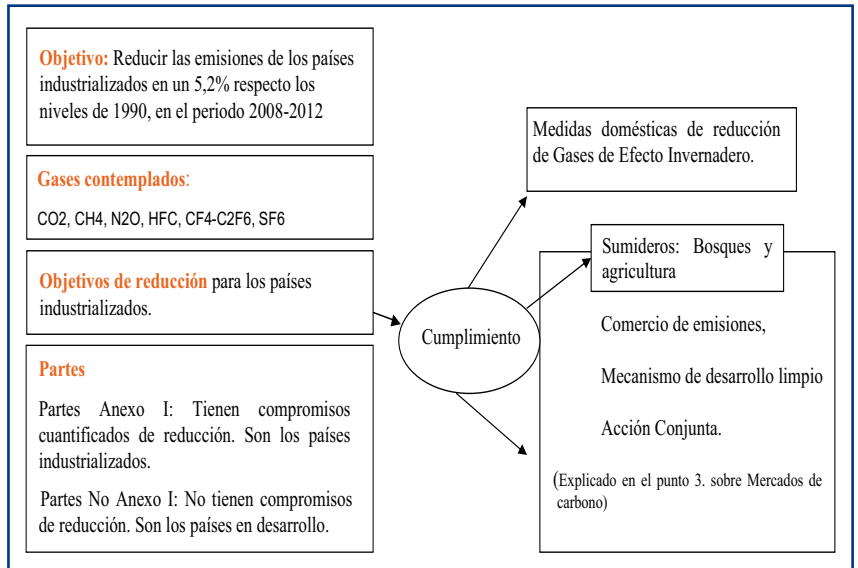 Objetivo: Reducir las emisiones de los países
industrializados en un 5,2% respecto los
niveles de 1990, en el periodo 2008-2012
Gases contemplados:
CO2, CH4, N2O, HFC, CF4-C2F6, SF6
Objetivos de reducción para los países
industrializados.
Partes
Partes Anexo I: Tienen compromisos
cuantificados de reducción. Son los países
industrializados.
Partes No Anexo I: No tienen compromisos
de reducción. Son los países en desarrollo.
Cumplimiento
Medidas domésticas de reducción
de Gases de Efecto Invernadero.
Sumideros: Bosques y
agricultura
Comercio de emisiones,
Mecanismo de desarrollo limpio
Acción Conjunta.
(Explicado en el punto 3. sobre Mercados de
carbono)